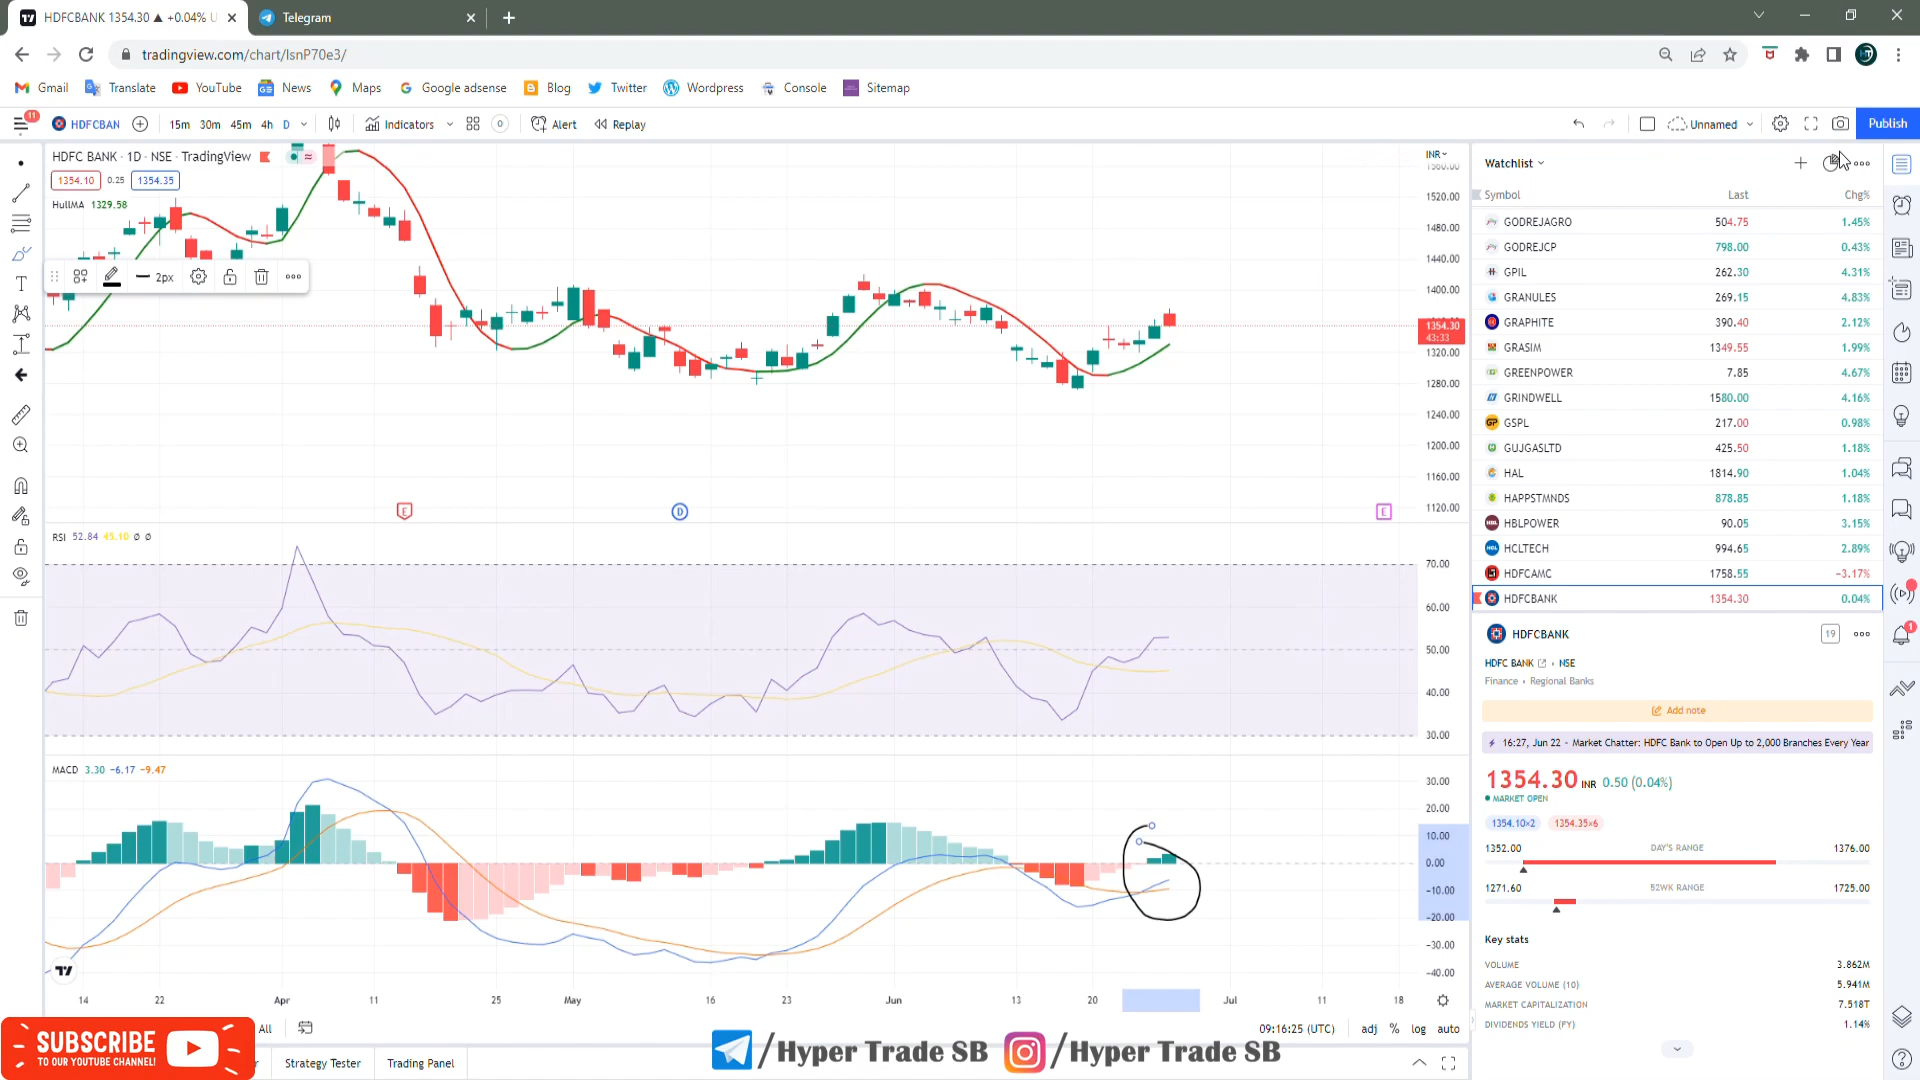 HDFCBANK 1354.30 ▲ +0.04% U
Telegram
tradingview.com/chart/lsnP70e3/
Gmail Translate YouTube News Maps Google adsense Blog Twitter Wordpress Console Sitemap
11 HDFCBAN 15m 30m 45m 4h D Indicators Alert Replay Unnamed Publish
HDFC BANK · 1D · NSE · TradingView
1354.10 0.25 1354.35
HullMA 1329.58
2px
INR
1560.00
1520.00
1480.00
1440.00
1400.00
1354.30
43:33
1320.00
1280.00
1240.00
1200.00
1160.00
1120.00
E D E
RSI 52.84 45.10 ∅ ∅
70.00
60.00
50.00
40.00
30.00
MACD 3.30 −6.17 −9.47
30.00
20.00
10.00
0.00
−10.00
−20.00
−30.00
−40.00
14 22 Apr 11 25 May 16 23 Jun 13 20 Jul 11 18
All 09:16:25 (UTC) adj % log auto
Strategy Tester Trading Panel
SUBSCRIBE
TO OUR YOUTUBE CHANNEL!
/Hyper Trade SB /Hyper Trade SB
Watchlist
Symbol Last Chg%
GODREJAGRO 504.75 1.45%
GODREJCP 798.00 0.43%
GPIL 262.30 4.31%
GRANULES 269.15 4.83%
GRAPHITE 390.40 2.12%
GRASIM 1349.55 1.99%
GREENPOWER 7.85 4.67%
GRINDWELL 1580.00 4.16%
GSPL 217.00 0.98%
GUJGASLTD 425.50 1.18%
HAL 1814.90 1.04%
HAPPSTMNDS 878.85 1.18%
HBLPOWER 90.05 3.15%
HCLTECH 994.65 2.89%
HDFCAMC 1758.55 −3.17%
HDFCBANK 1354.30 0.04%
HDFCBANK 19
HDFC BANK · NSE
Finance · Regional Banks
Add note
16:27, Jun 22 - Market Chatter: HDFC Bank to Open Up to 2,000 Branches Every Year
1354.30 INR 0.50 (0.04%)
MARKET OPEN
1354.10×2 1354.35×6
1352.00 DAY'S RANGE 1376.00
1271.60 52WK RANGE 1725.00
Key stats
VOLUME 3.862M
AVERAGE VOLUME (10) 5.941M
MARKET CAPITALIZATION 7.518T
DIVIDENDS YIELD (FY) 1.14%
1